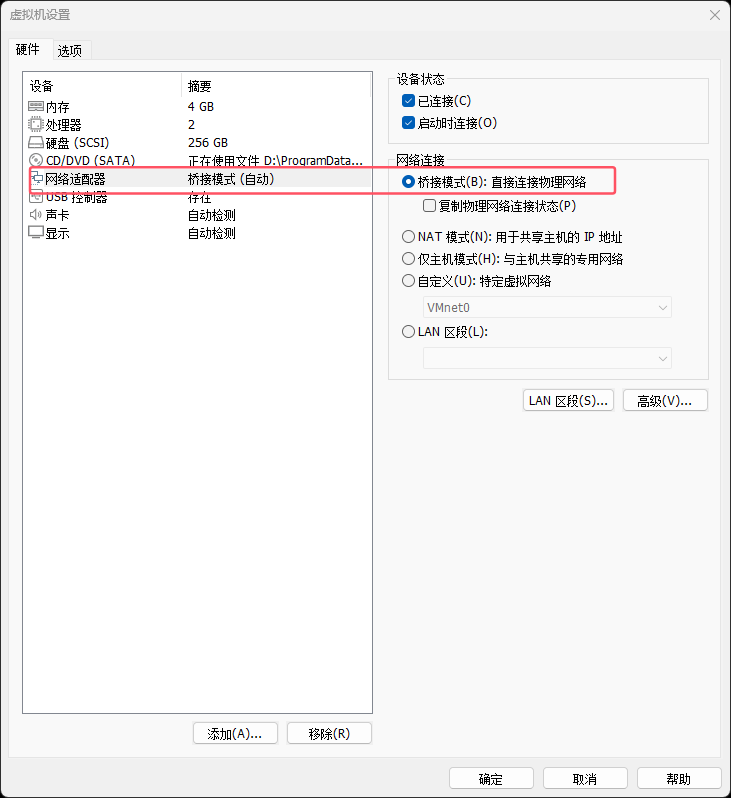 虚拟机设置
硬件 选项
设备 摘要
内存 4 GB
处理器 2
硬盘 (SCSI) 256 GB
CD/DVD (SATA) 正在使用文件 D:\ProgramData...
网络适配器 桥接模式 (自动)
USB 控制器 存在
声卡 自动检测
显示 自动检测
添加(A)... 移除(R)
设备状态
已连接(C)
启动时连接(O)
网络连接
桥接模式(B): 直接连接物理网络
复制物理网络连接状态(P)
NAT 模式(N): 用于共享主机的 IP 地址
仅主机模式(H): 与主机共享的专用网络
自定义(U): 特定虚拟网络
VMnet0
LAN 区段(L):
LAN 区段(S)... 高级(V)...
确定 取消 帮助